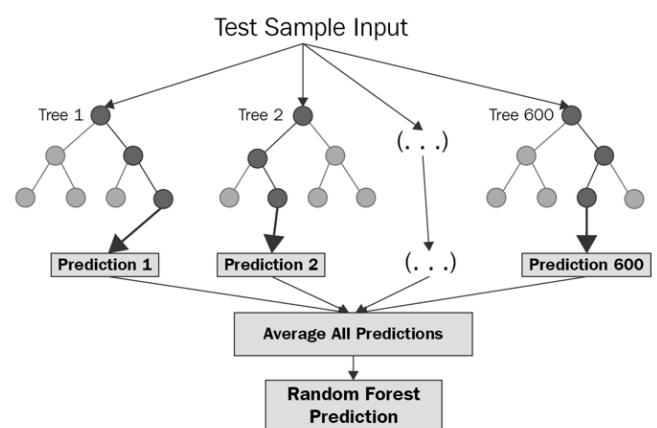 Test Sample Input
Tree 1
Tree 2
Tree 600
(. . .)
Prediction 1
Prediction 2
(. . .)
Prediction 600
Average All Predictions
Random Forest
Prediction